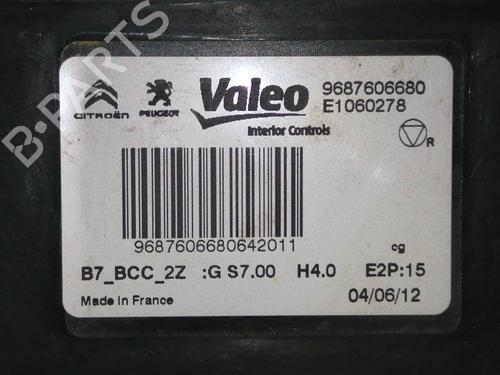 B-PARTS
CITROËN
PEUGEOT
Valeo
Interior Controls
9687606680
E1060278
R
9687606680642011
cg
B7_BCC_2Z :G S7.00 H4.0 E2P:15
Made in France
04/06/12